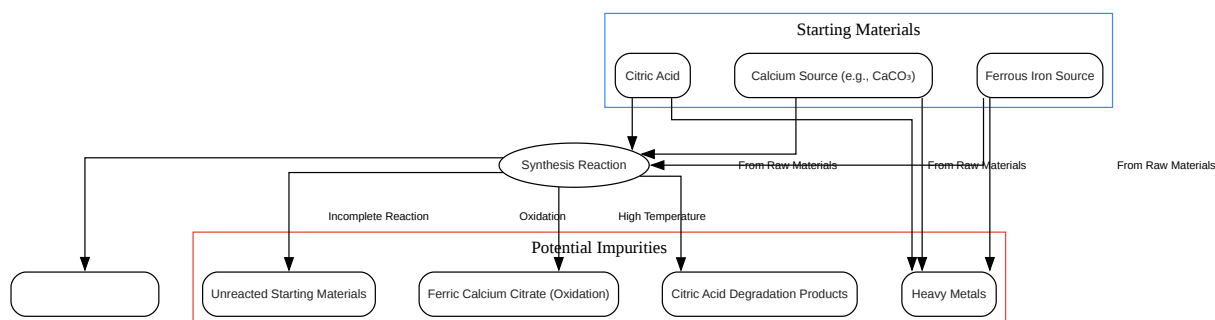 Starting Materials
Citric Acid
Calcium Source (e.g., CaCO₃)
Ferrous Iron Source
Synthesis Reaction
From Raw Materials
From Raw Materials
From Raw Materials
Incomplete Reaction
Oxidation
High Temperature
Potential Impurities
Unreacted Starting Materials
Ferric Calcium Citrate (Oxidation)
Citric Acid Degradation Products
Heavy Metals